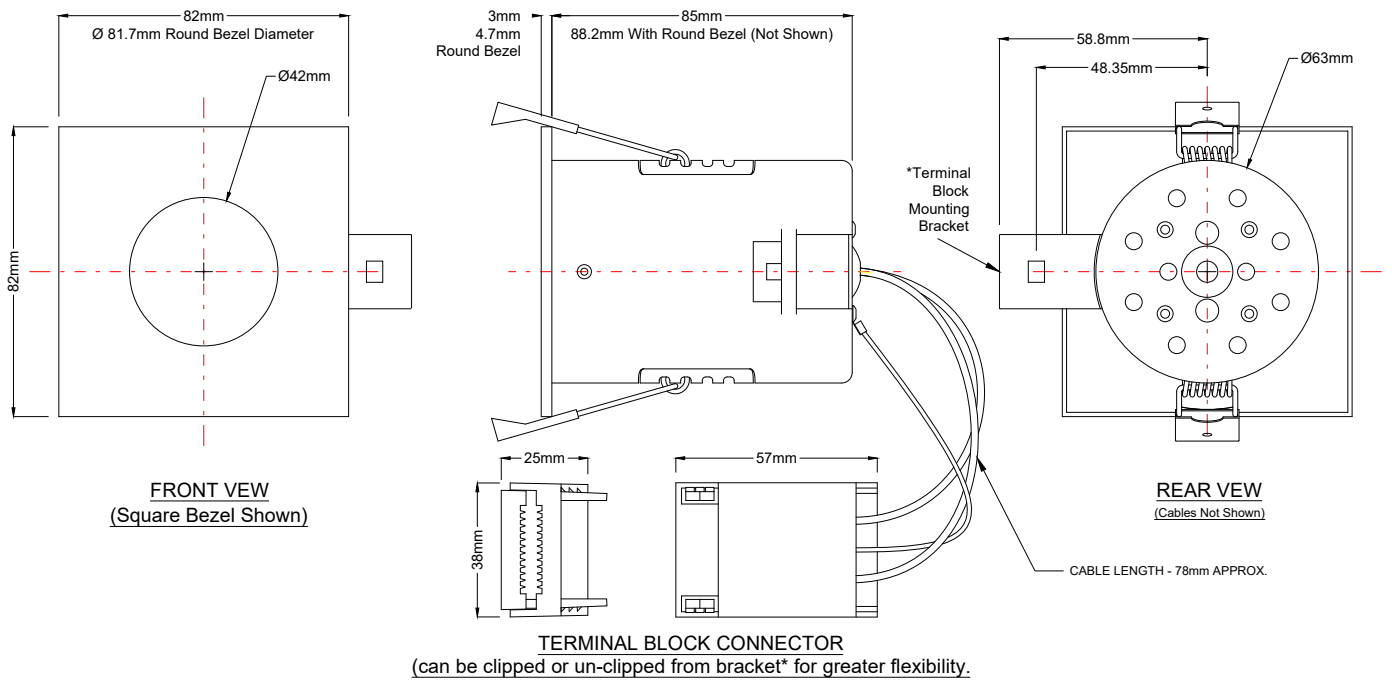 82mm
Ø 81.7mm Round Bezel Diameter
Ø42mm
82mm
FRONT VEW
(Square Bezel Shown)
3mm
4.7mm
Round Bezel
85mm
88.2mm With Round Bezel (Not Shown)
58.8mm
48.35mm
Ø63mm
*Terminal
Block
Mounting
Bracket
REAR VEW
(Cables Not Shown)
25mm
57mm
38mm
CABLE LENGTH - 78mm APPROX.
TERMINAL BLOCK CONNECTOR
(can be clipped or un-clipped from bracket* for greater flexibility.